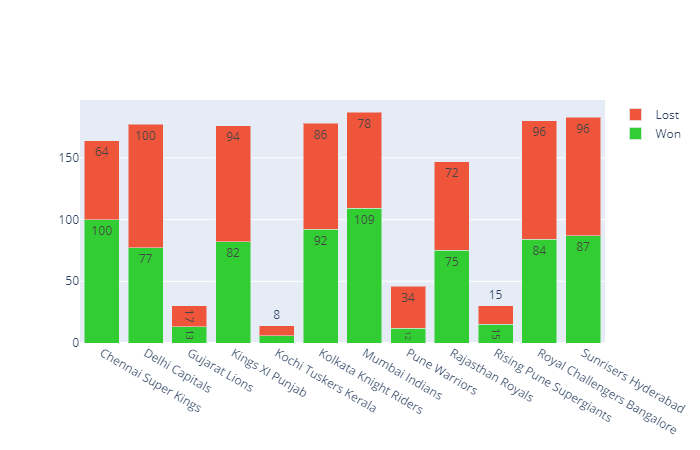 Lost
Won
150
100
50
0
64
100
94
86
78
72
96
96
100
77
17
13
82
8
92
109
34
12
75
15
15
84
87
Chennai Super Kings
Delhi Capitals
Gujarat Lions
Kings XI Punjab
Kochi Tuskers Kerala
Kolkata Knight Riders
Mumbai Indians
Pune Warriors
Rajasthan Royals
Rising Pune Supergiants
Royal Challengers Bangalore
Sunrisers Hyderabad